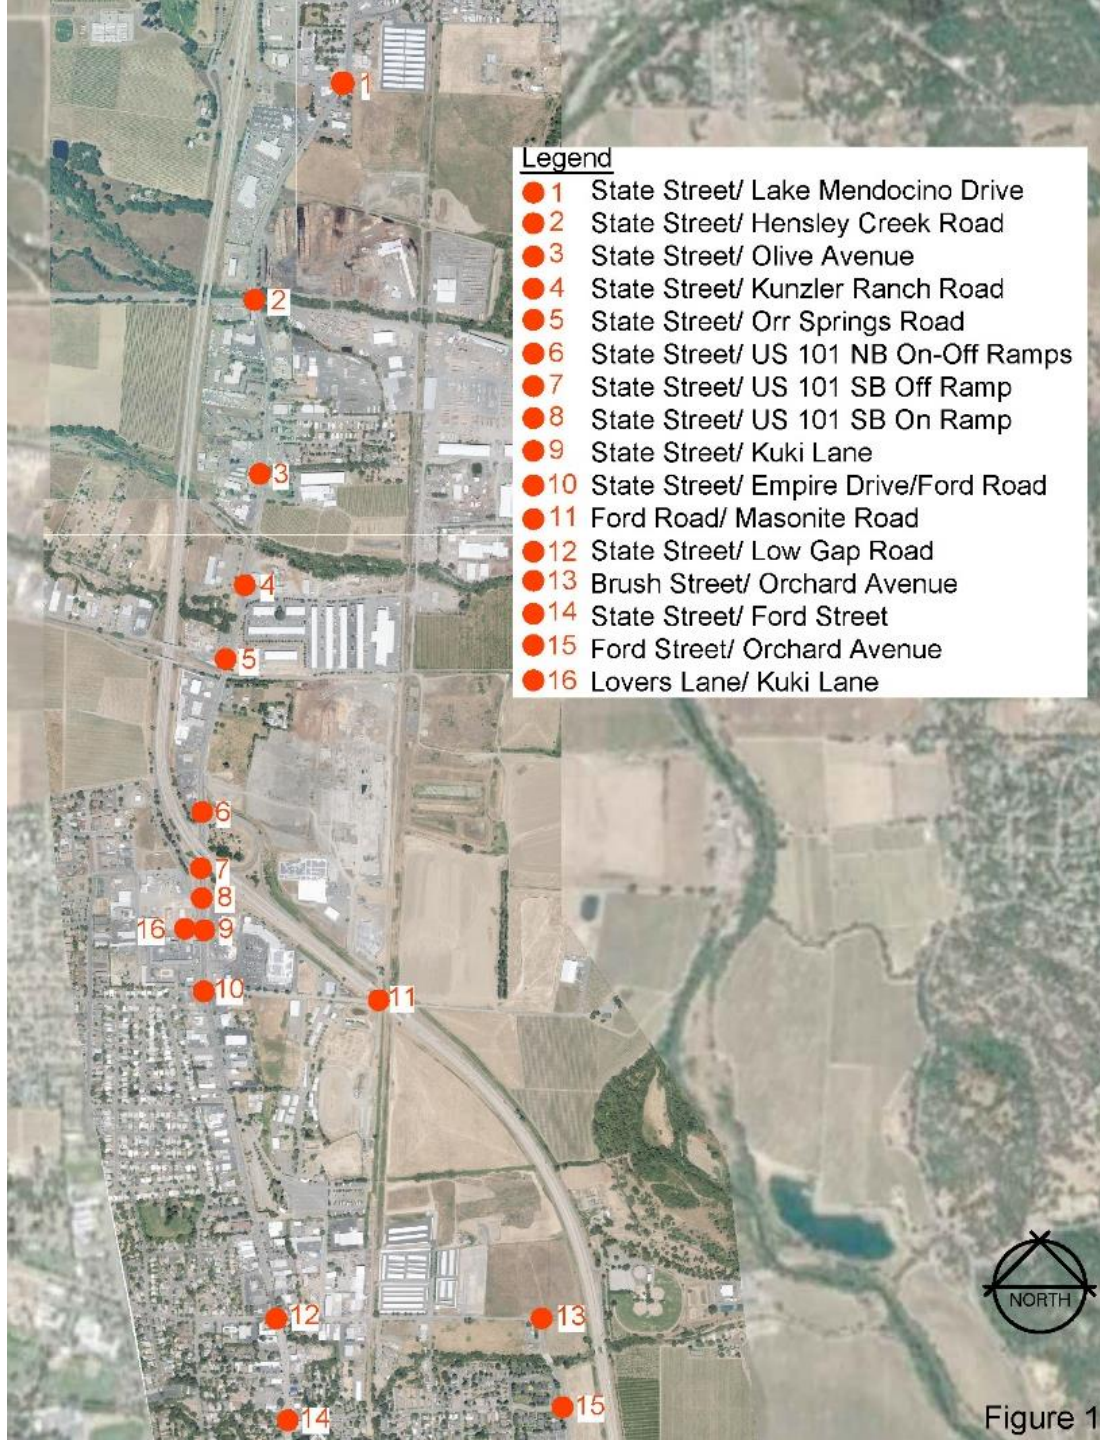 1
Legend
1 State Street/ Lake Mendocino Drive
2 State Street/ Hensley Creek Road
3 State Street/ Olive Avenue
4 State Street/ Kunzler Ranch Road
5 State Street/ Orr Springs Road
6 State Street/ US 101 NB On-Off Ramps
7 State Street/ US 101 SB Off Ramp
8 State Street/ US 101 SB On Ramp
9 State Street/ Kuki Lane
10 State Street/ Empire Drive/Ford Road
11 Ford Road/ Masonite Road
12 State Street/ Low Gap Road
13 Brush Street/ Orchard Avenue
14 State Street/ Ford Street
15 Ford Street/ Orchard Avenue
16 Lovers Lane/ Kuki Lane
2
3
4
5
6
7
8
16 9
10
11
NORTH
12
13
15
14
Figure 1